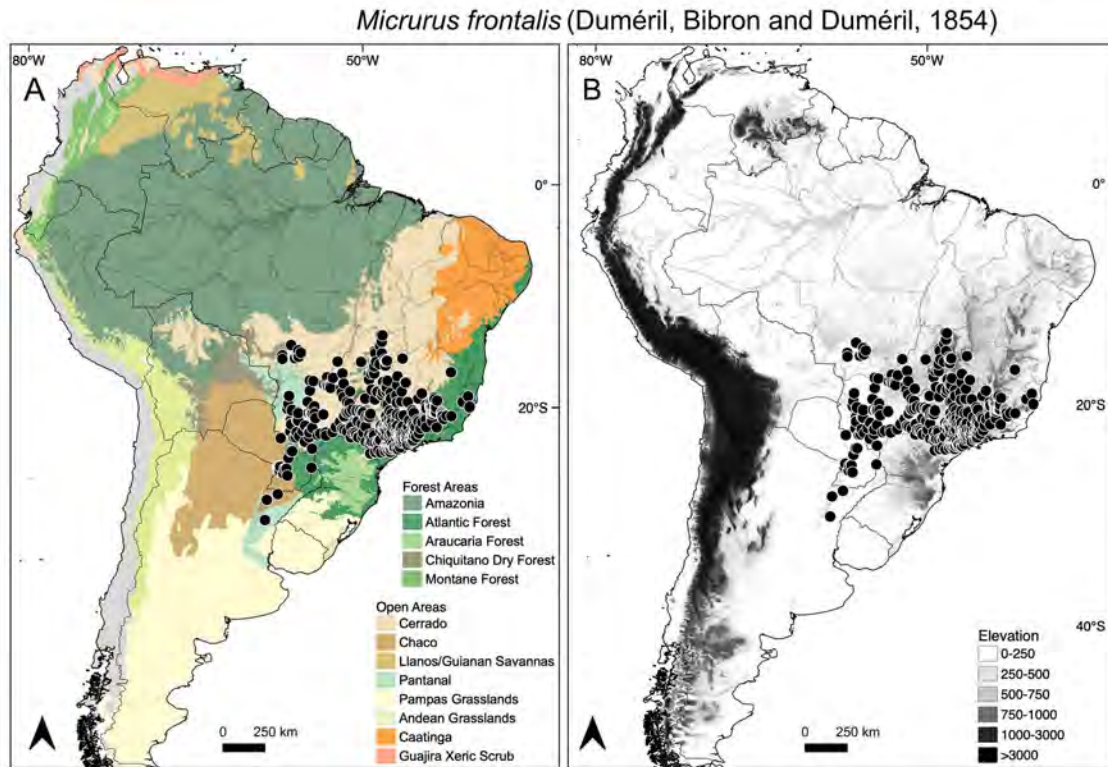 Micrurus frontalis (Duméril, Bibron and Duméril, 1854)
80°W
50°W
A
0°
20°S
Forest Areas
Amazonia
Atlantic Forest
Araucaria Forest
Chiquitano Dry Forest
Montane Forest
Open Areas
Cerrado
Chaco
Llanos/Guianan Savannas
Pantanal
Pampas Grasslands
Andean Grasslands
Caatinga
Guajira Xeric Scrub
0 250 km
80°W
50°W
B
0°
20°S
40°S
Elevation
0-250
250-500
500-750
750-1000
1000-3000
>3000
0 250 km